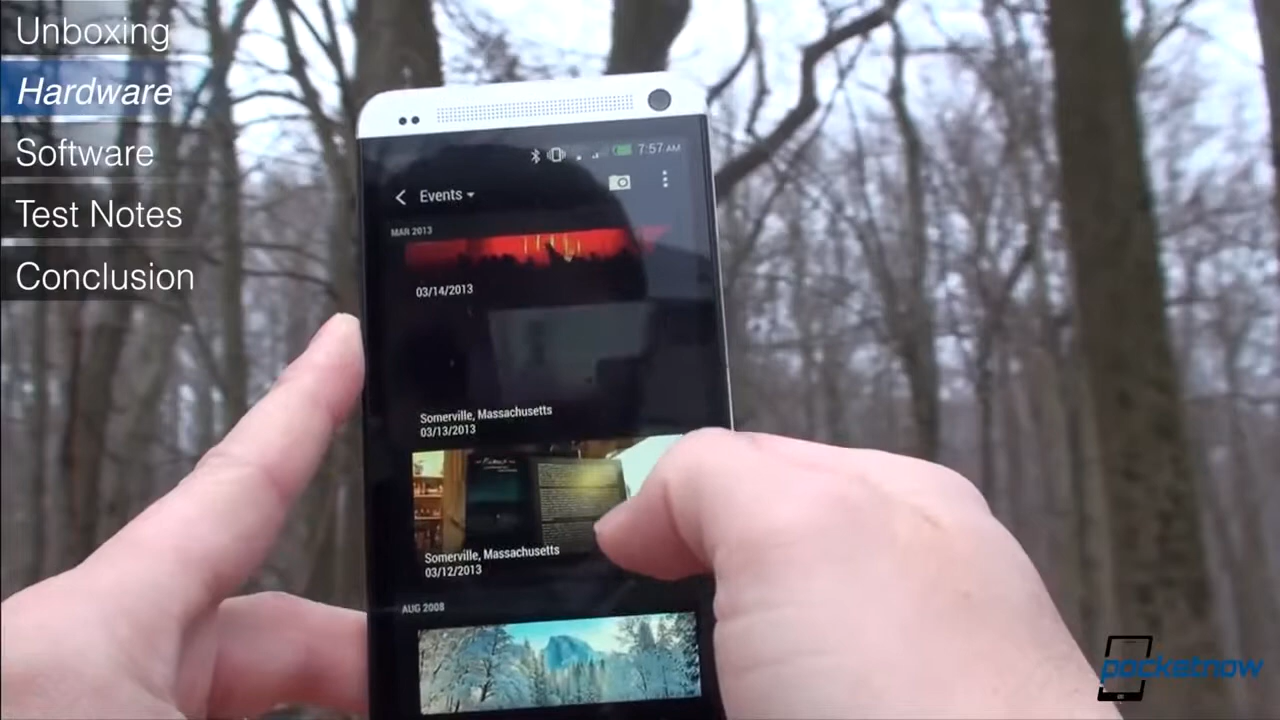 Unboxing
Hardware
Software
Test Notes
Conclusion
7:57 AM
Events
MAR 2013
03/14/2013
Somerville, Massachusetts
03/13/2013
Somerville, Massachusetts
03/12/2013
AUG 2008
pocketnow